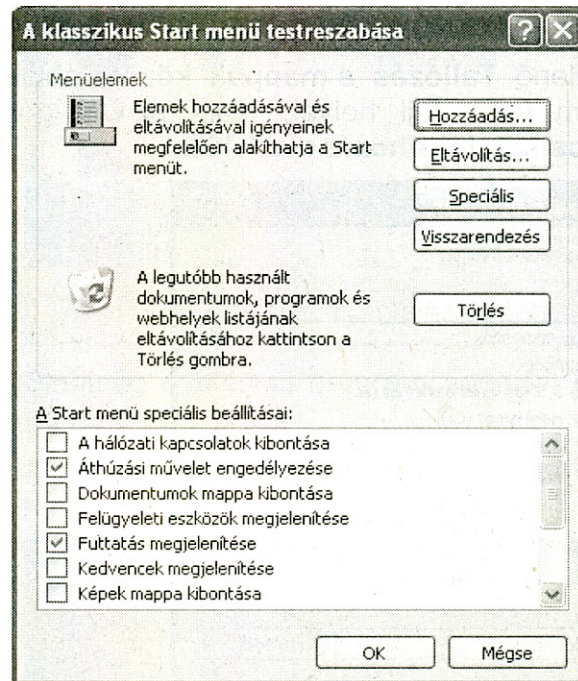 A klasszikus Start menü testreszabása
Menüelemek
Elemek hozzáadásával és
eltávolításával igényeinek
megfelelően alakíthatja a Start
menüt.
Hozzáadás...
Eltávolítás...
Speciális
Visszarendezés
A legutóbb használt
dokumentumok, programok és
webhelyek listájának
eltávolításához kattintson a
Törlés gombra.
Törlés
A Start menü speciális beállításai:
A hálózati kapcsolatok kibontása
Áthúzási művelet engedélyezése
Dokumentumok mappa kibontása
Felügyeleti eszközök megjelenítése
Futtatás megjelenítése
Kedvencek megjelenítése
Képek mappa kibontása
OK
Mégse